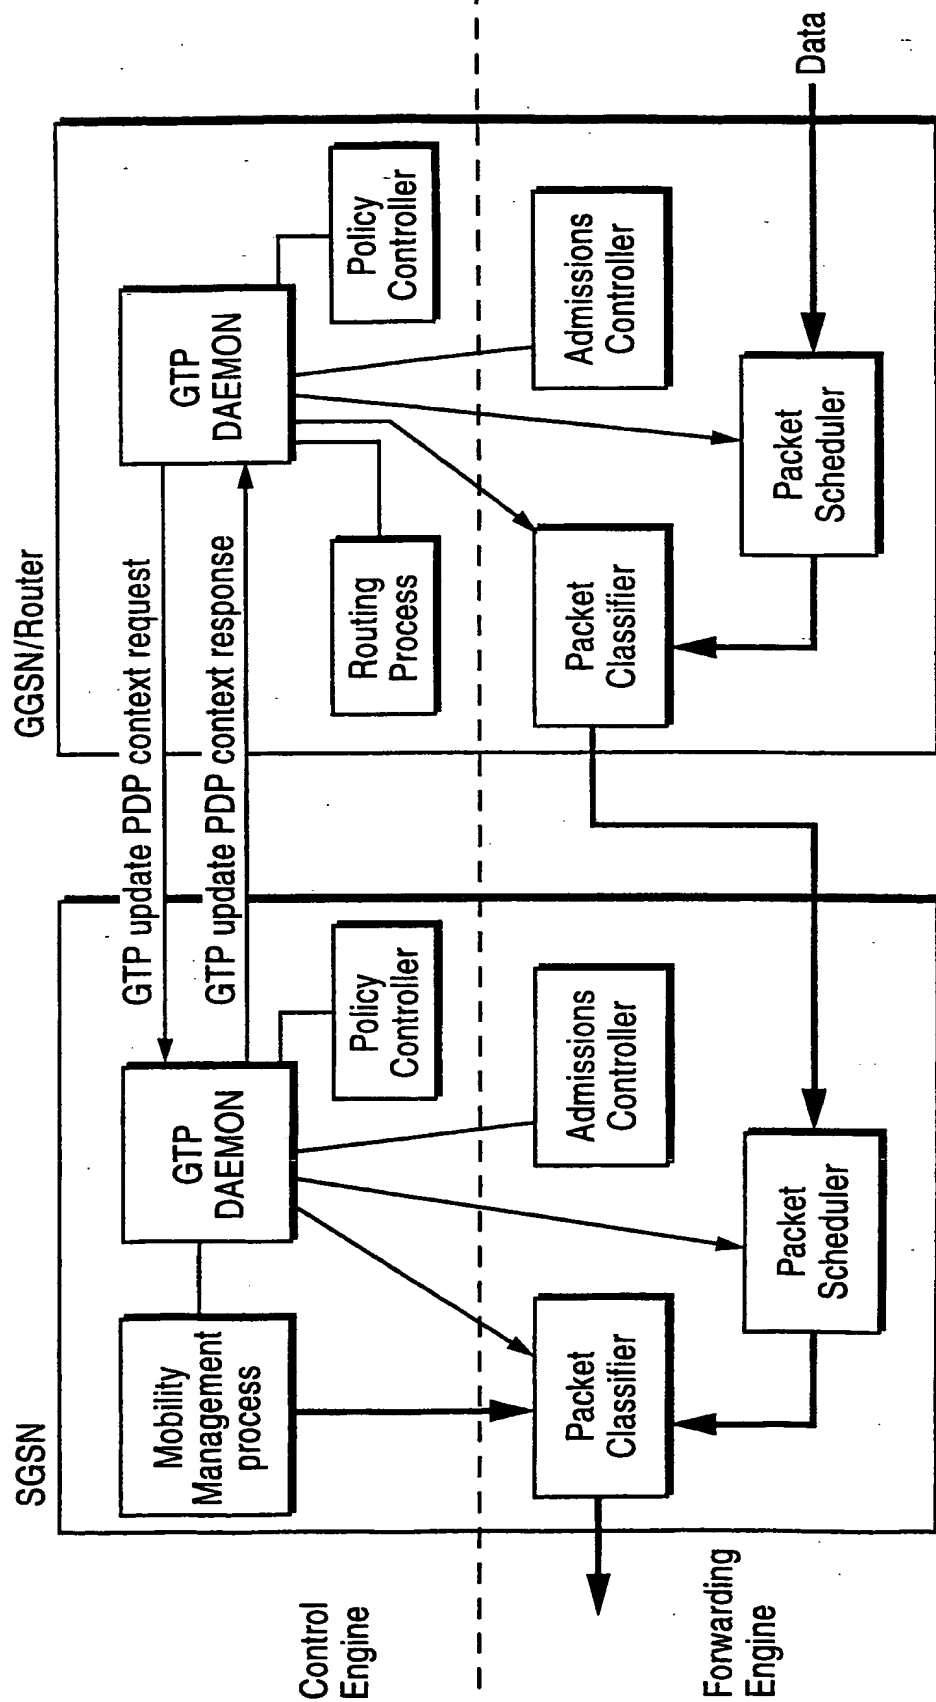 SGSN
GGSN/Router
Mobility
Management
process
GTP
DAEMON
GTP update PDP context request
GTP update PDP context response
GTP
DAEMON
Policy
Controller
Routing
Process
Policy
Controller
Control
Engine
Packet
Classifier
Admissions
Controller
Packet
Classifier
Admissions
Controller
Forwarding
Engine
Packet
Scheduler
Packet
Scheduler
Data